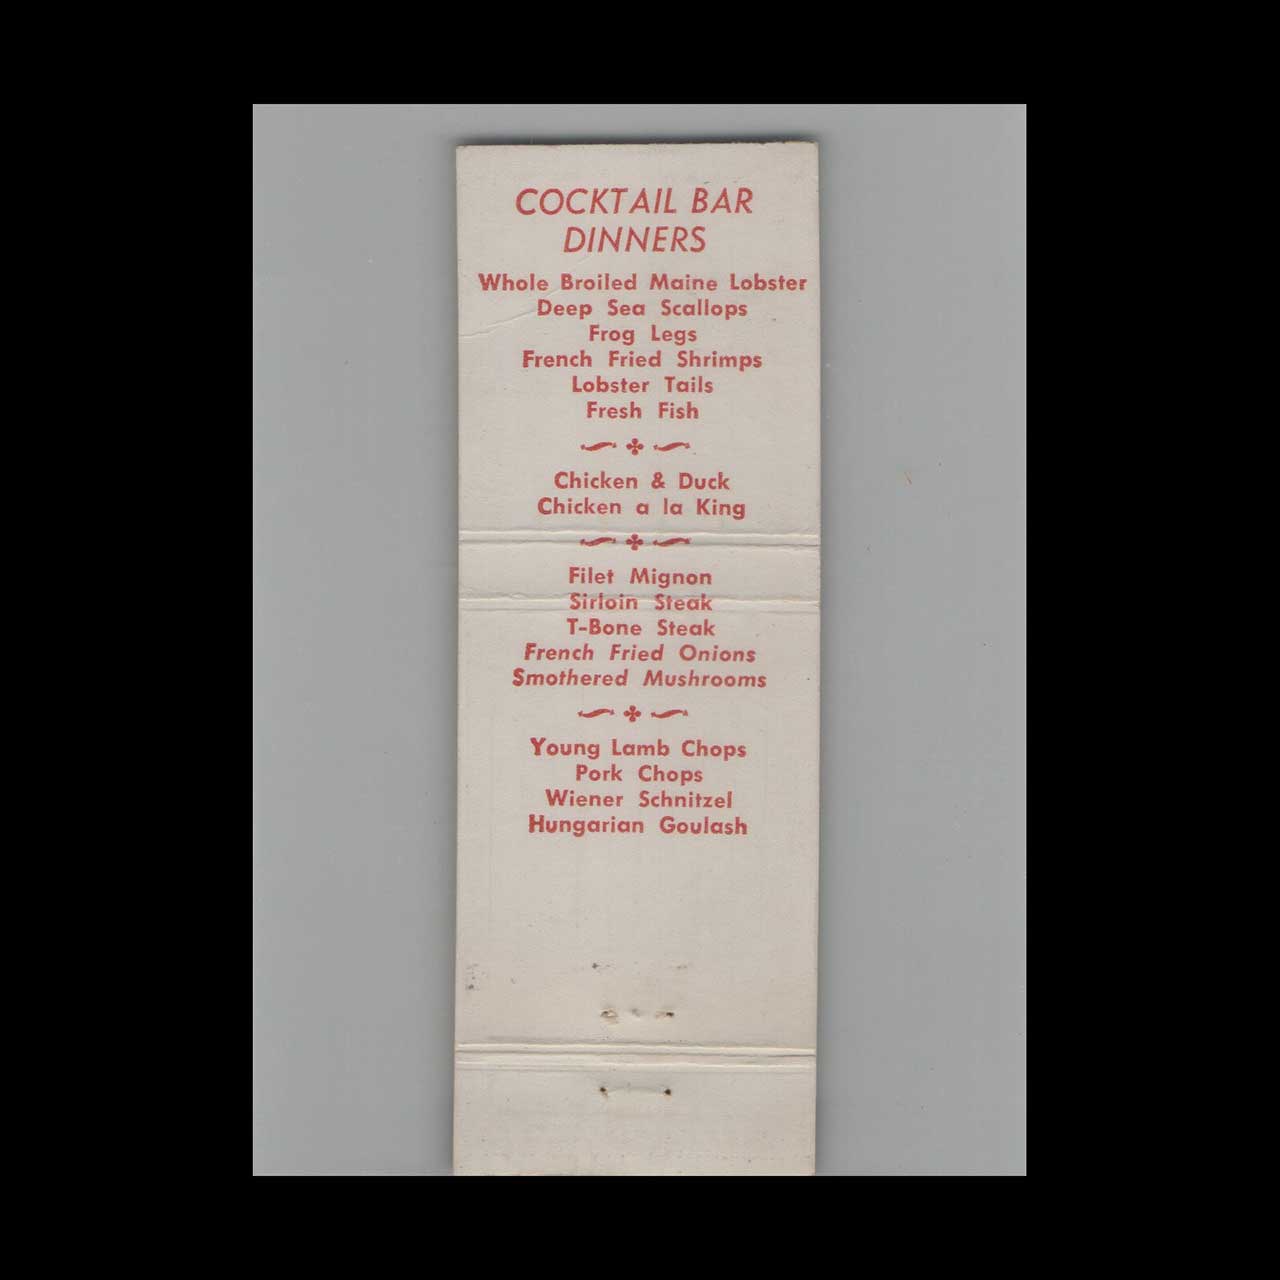 COCKTAIL BAR
DINNERS
Whole Broiled Maine Lobster
Deep Sea Scallops
Frog Legs
French Fried Shrimps
Lobster Tails
Fresh Fish
Chicken & Duck
Chicken a la King
Filet Mignon
Sirloin Steak
T-Bone Steak
French Fried Onions
Smothered Mushrooms
Young Lamb Chops
Pork Chops
Wiener Schnitzel
Hungarian Goulash